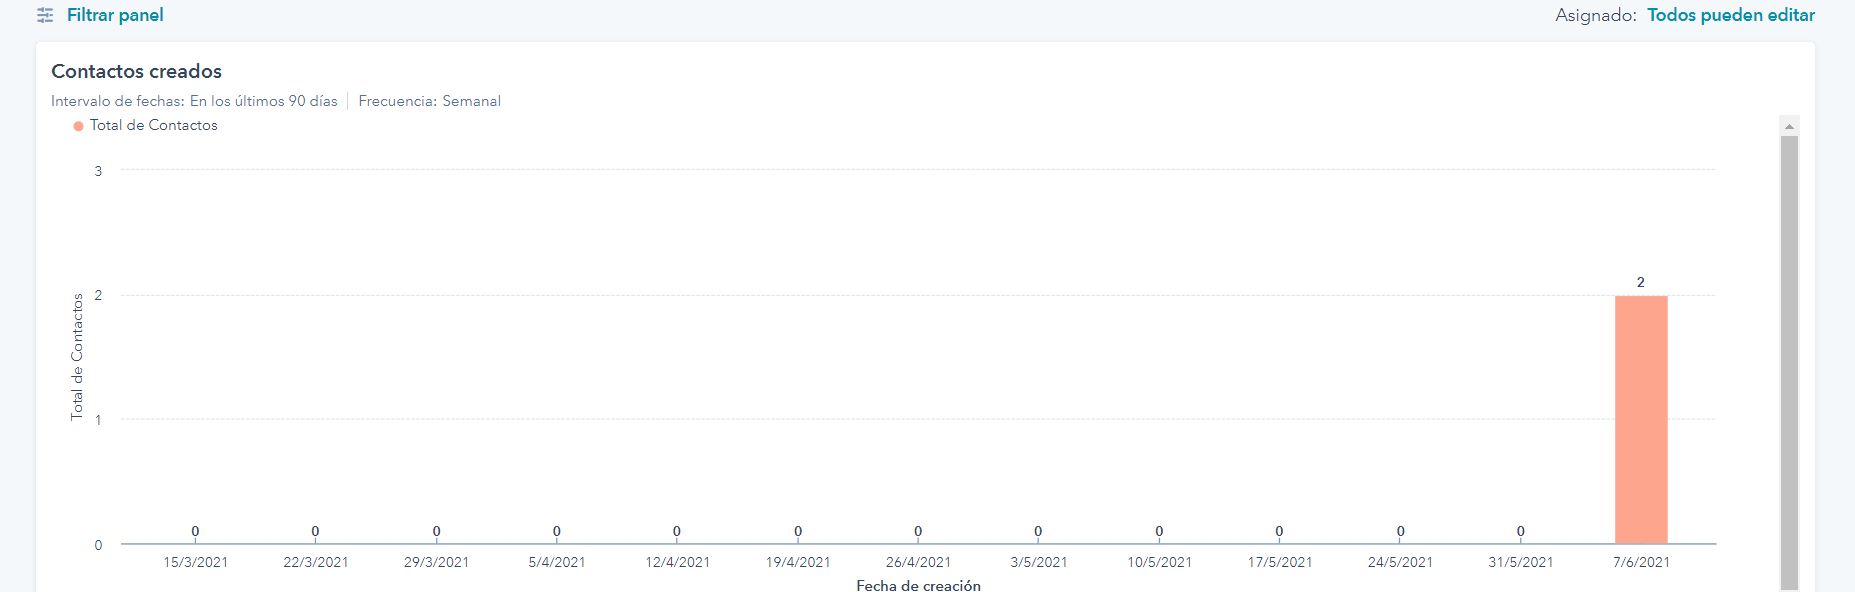 Filtrar panel
Asignado: Todos pueden editar
Contactos creados
Intervalo de fechas: En los últimos 90 días Frecuencia: Semanal
Total de Contactos
3
2
1
0
Total de Contactos
0 0 0 0 0 0 0 0 0 0 0 0 2
15/3/2021 22/3/2021 29/3/2021 5/4/2021 12/4/2021 19/4/2021 26/4/2021 3/5/2021 10/5/2021 17/5/2021 24/5/2021 31/5/2021 7/6/2021
Fecha de creación